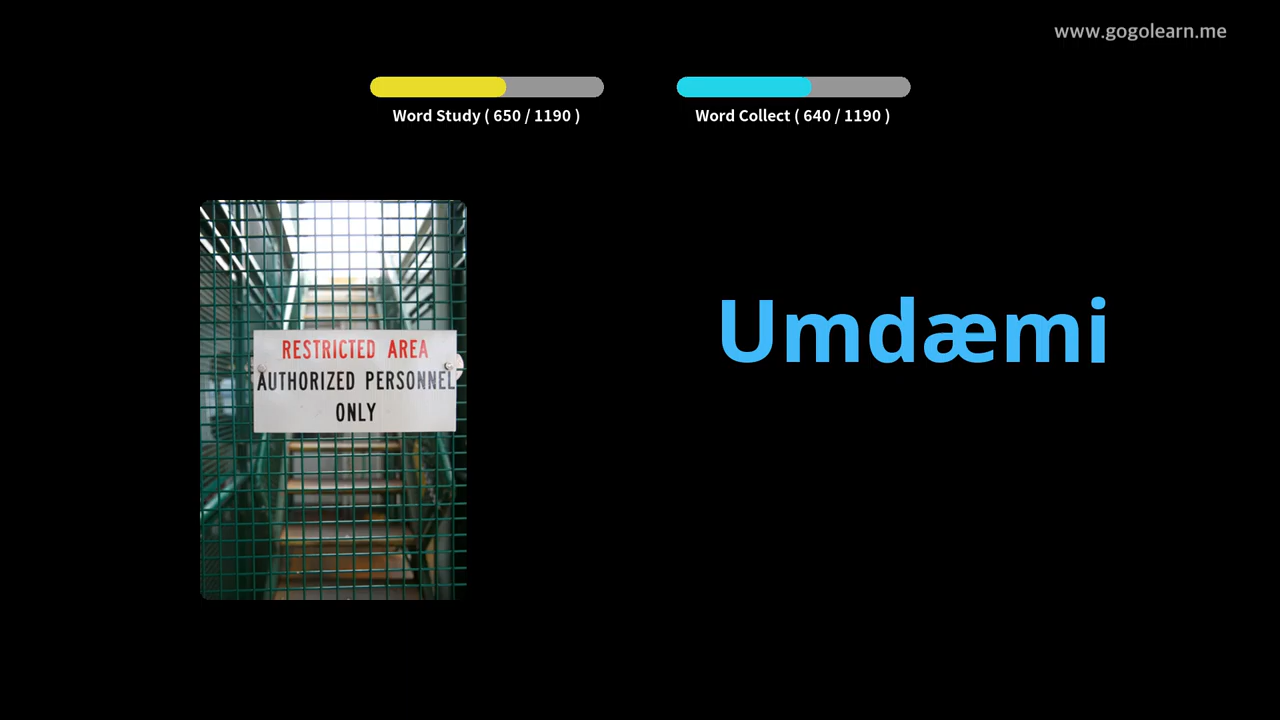 www.gogolearn.me
Word Study ( 650 / 1190 )
Word Collect ( 640 / 1190 )
RESTRICTED AREA
AUTHORIZED PERSONNEL
ONLY
Umdæmi